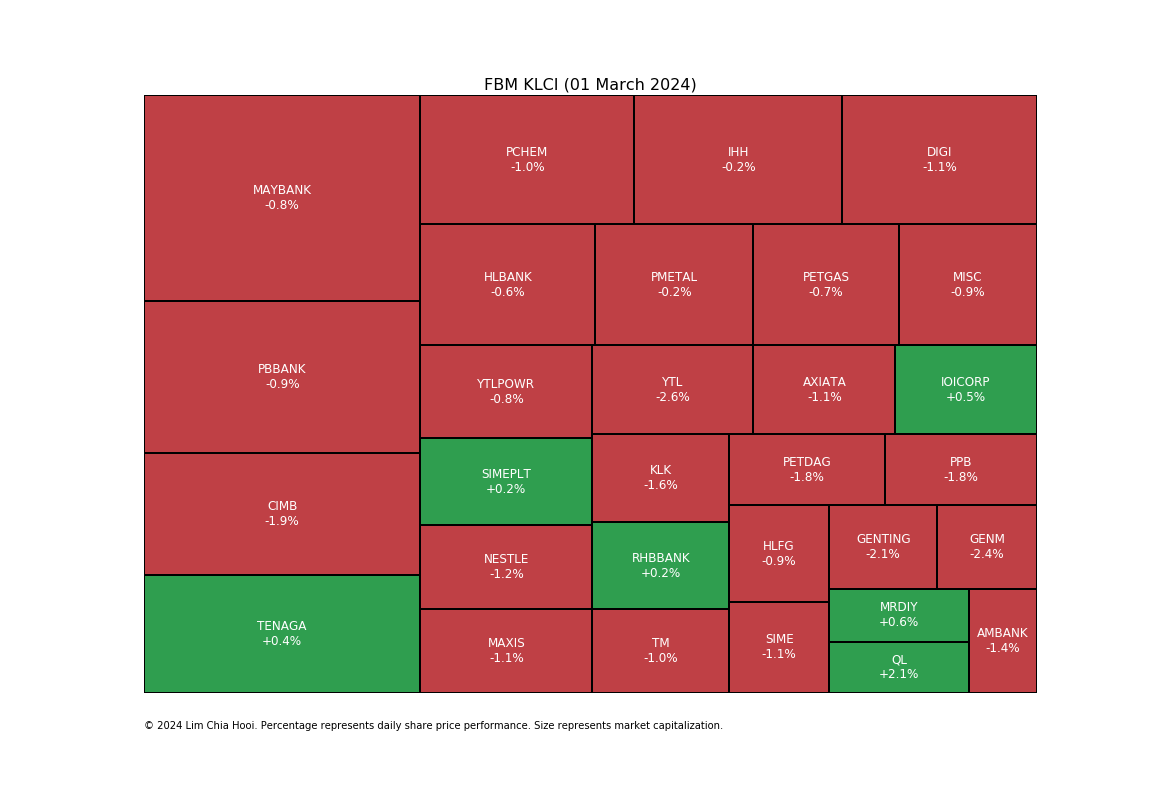 FBM KLCI (01 March 2024)
MAYBANK
-0.8%
PBBANK
-0.9%
CIMB
-1.9%
TENAGA
+0.4%
PCHEM
-1.0%
IHH
-0.2%
DIGI
-1.1%
HLBANK
-0.6%
PMETAL
-0.2%
PETGAS
-0.7%
MISC
-0.9%
YTLPOWR
-0.8%
SIMEPLT
+0.2%
NESTLE
-1.2%
MAXIS
-1.1%
YTL
-2.6%
AXIATA
-1.1%
IOICORP
+0.5%
KLK
-1.6%
RHBBANK
+0.2%
TM
-1.0%
PETDAG
-1.8%
PPB
-1.8%
HLFG
-0.9%
SIME
-1.1%
GENTING
-2.1%
GENM
-2.4%
MRDIY
+0.6%
QL
+2.1%
AMBANK
-1.4%
© 2024 Lim Chia Hooi. Percentage represents daily share price performance. Size represents market capitalization.